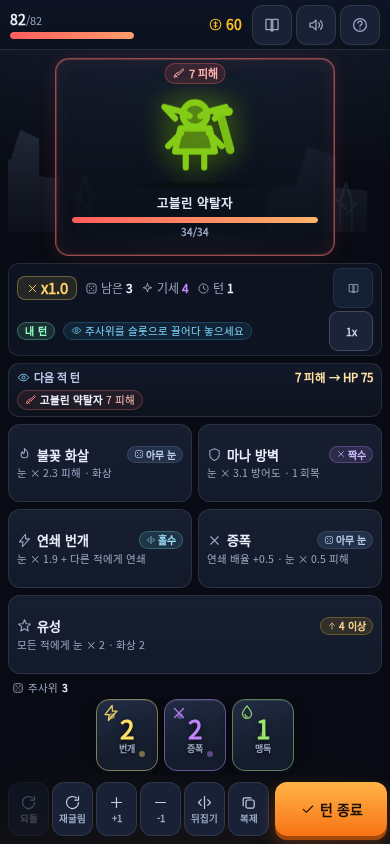 82/82
60
7 피해
고블린 약탈자
34/34
x1.0 남은 3 기세 4 턴 1
내 턴 주사위를 슬롯으로 끌어다 놓으세요 1x
다음 적 턴 7 피해 → HP 75
고블린 약탈자 7 피해
불꽃 화살 아무 눈
눈 × 2.3 피해 · 화상
마나 방벽 짝수
눈 × 3.1 방어도 · 1 회복
연쇄 번개 홀수
눈 × 1.9 + 다른 적에게 연쇄
증폭 아무 눈
연쇄 배율 +0.5 · 눈 × 0.5 피해
유성 4 이상
모든 적에게 눈 × 2 · 화상 2
주사위 3
2 번개
2 증폭
1 맹독
되돌
재굴림
+1
-1
뒤집기
복제
턴 종료